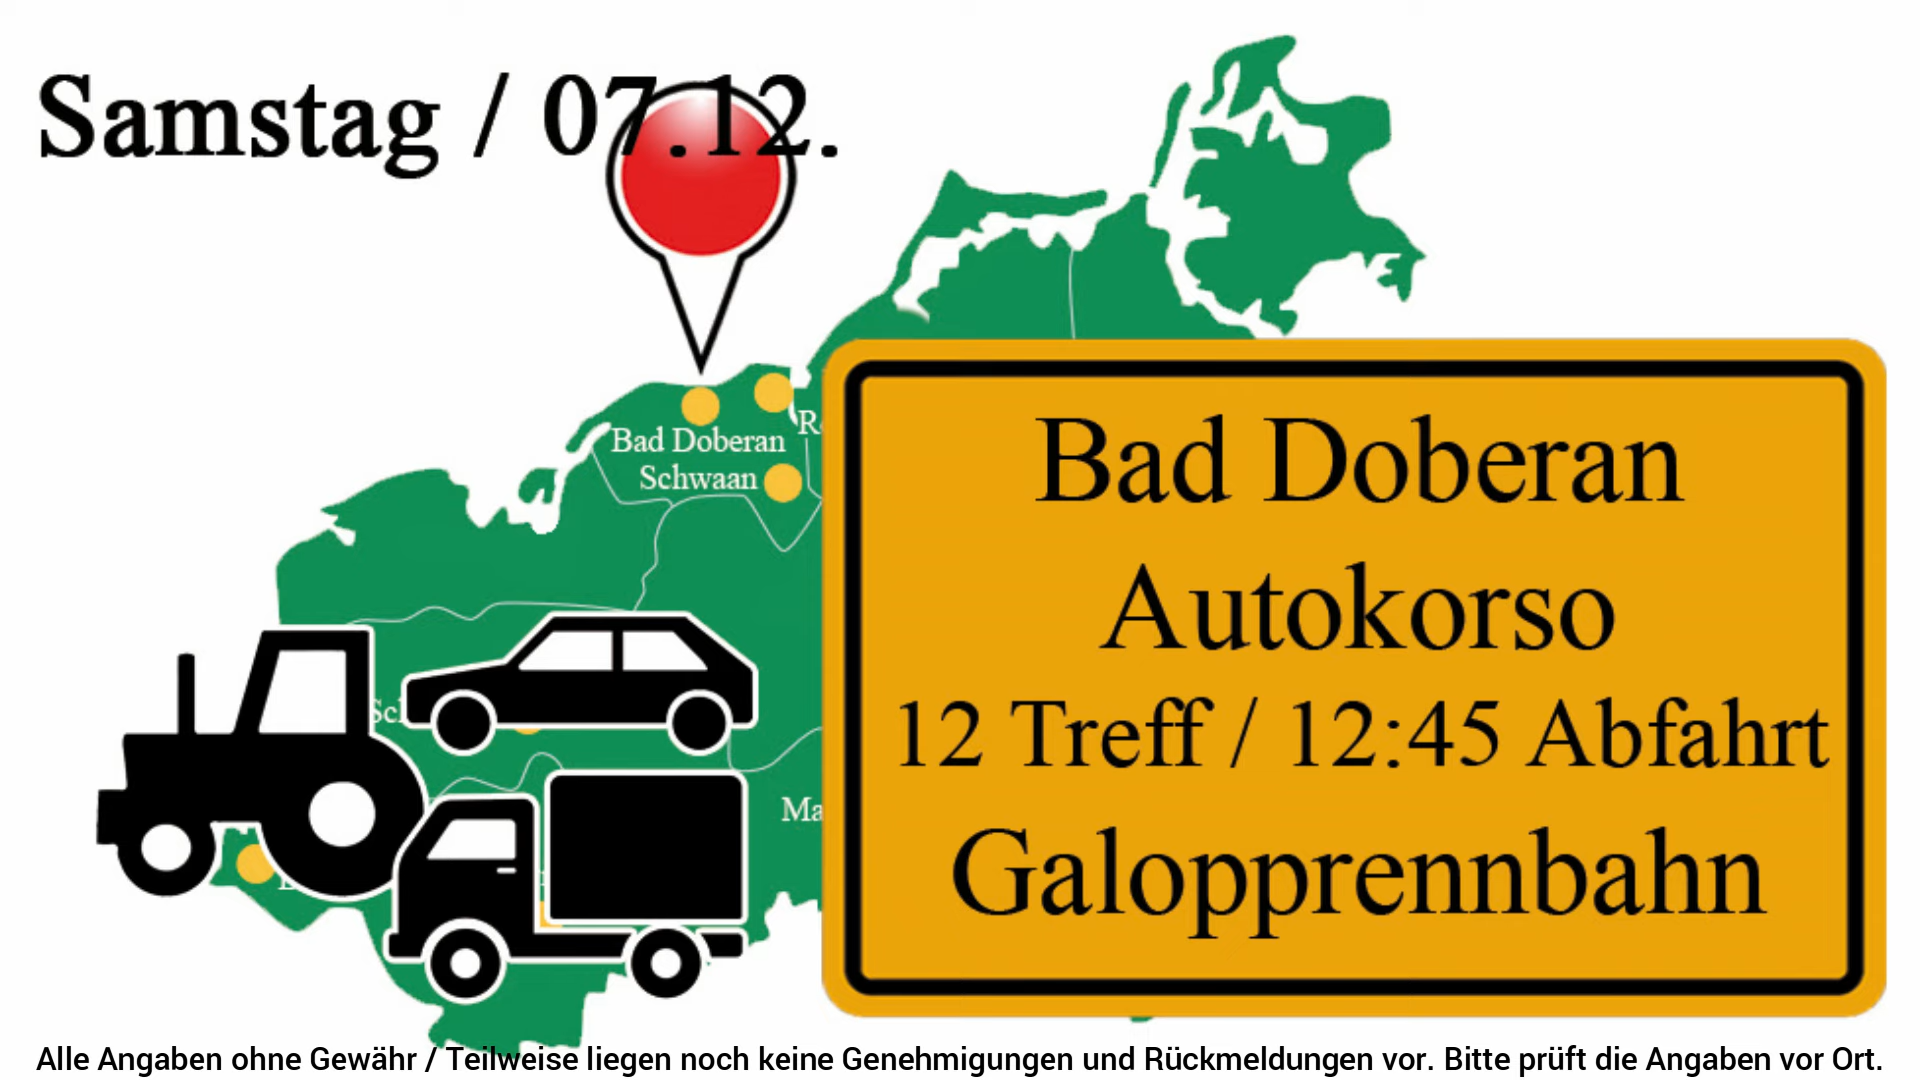 Samstag / 07.12.
Bad Doberan
Schwaan
Bad Doberan
Autokorso
12 Treff / 12:45 Abfahrt
Galopprennbahn
Alle Angaben ohne Gewähr / Teilweise liegen noch keine Genehmigungen und Rückmeldungen vor. Bitte prüft die Angaben vor Ort.